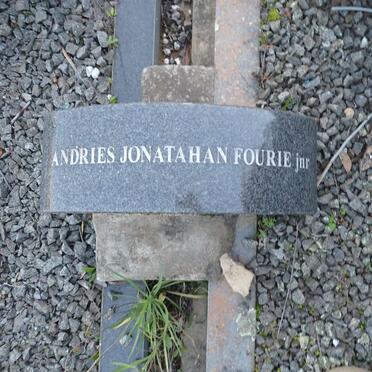 ANDRIES JONATAHAN FOURIE jnr